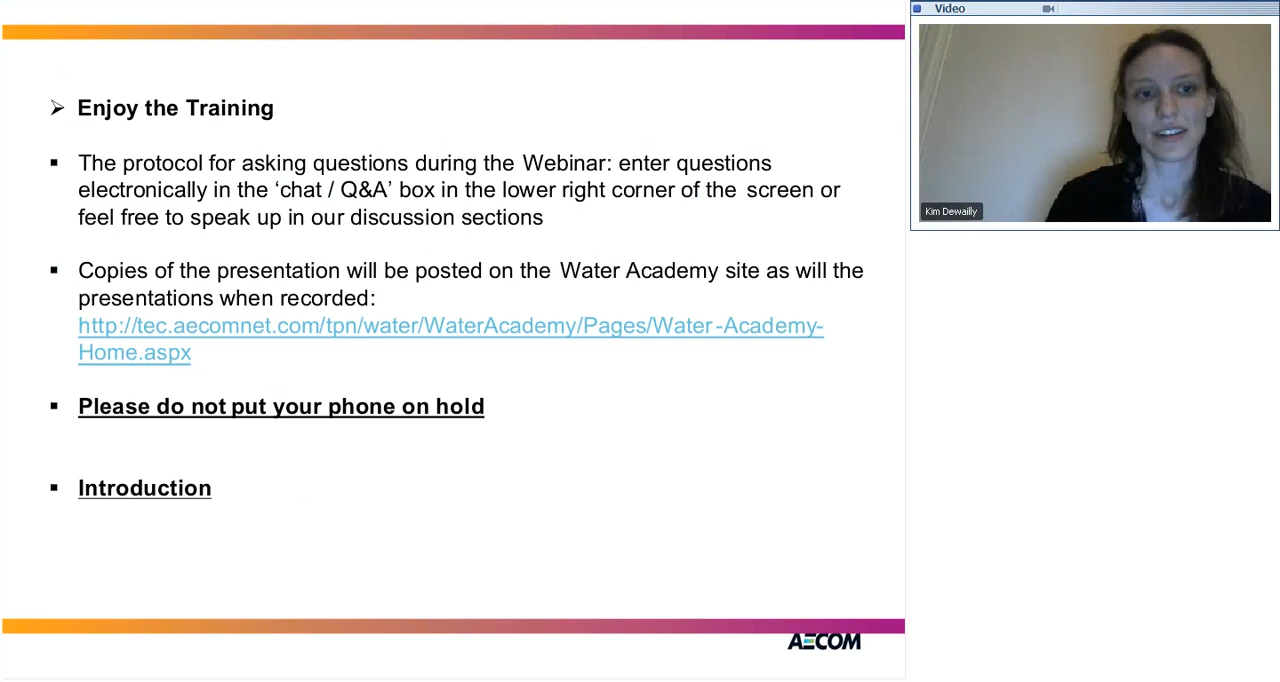 Video
Enjoy the Training
The protocol for asking questions during the Webinar: enter questions
electronically in the ‘chat / Q&A’ box in the lower right corner of the screen or
feel free to speak up in our discussion sections
Copies of the presentation will be posted on the Water Academy site as will the
presentations when recorded:
http://tec.aecomnet.com/tpn/water/WaterAcademy/Pages/Water-Academy-
Home.aspx
Please do not put your phone on hold
Introduction
AECOM
Kim Dewailly